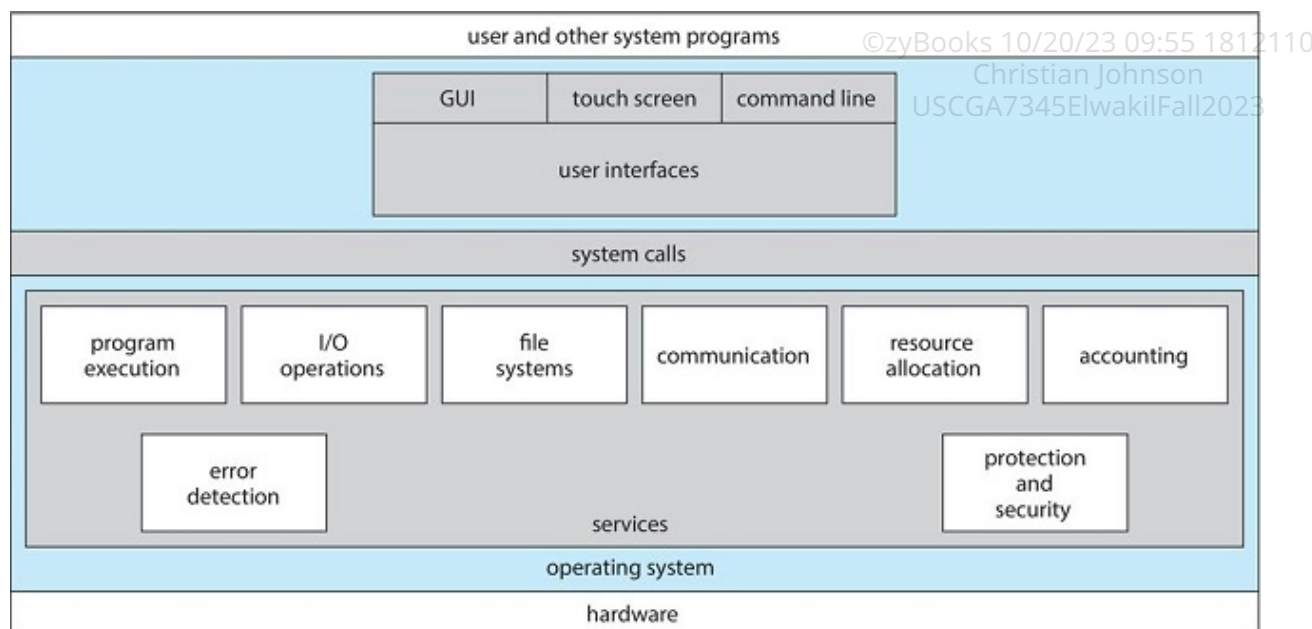 user and other system programs
©zyBooks 10/20/23 09:55 1812110
Christian Johnson
USCGA7345ElwakilFall2023
GUI
touch screen
command line
user interfaces
system calls
program
execution
I/O
operations
file
systems
communication
resource
allocation
accounting
error
detection
protection
and
security
services
operating system
hardware